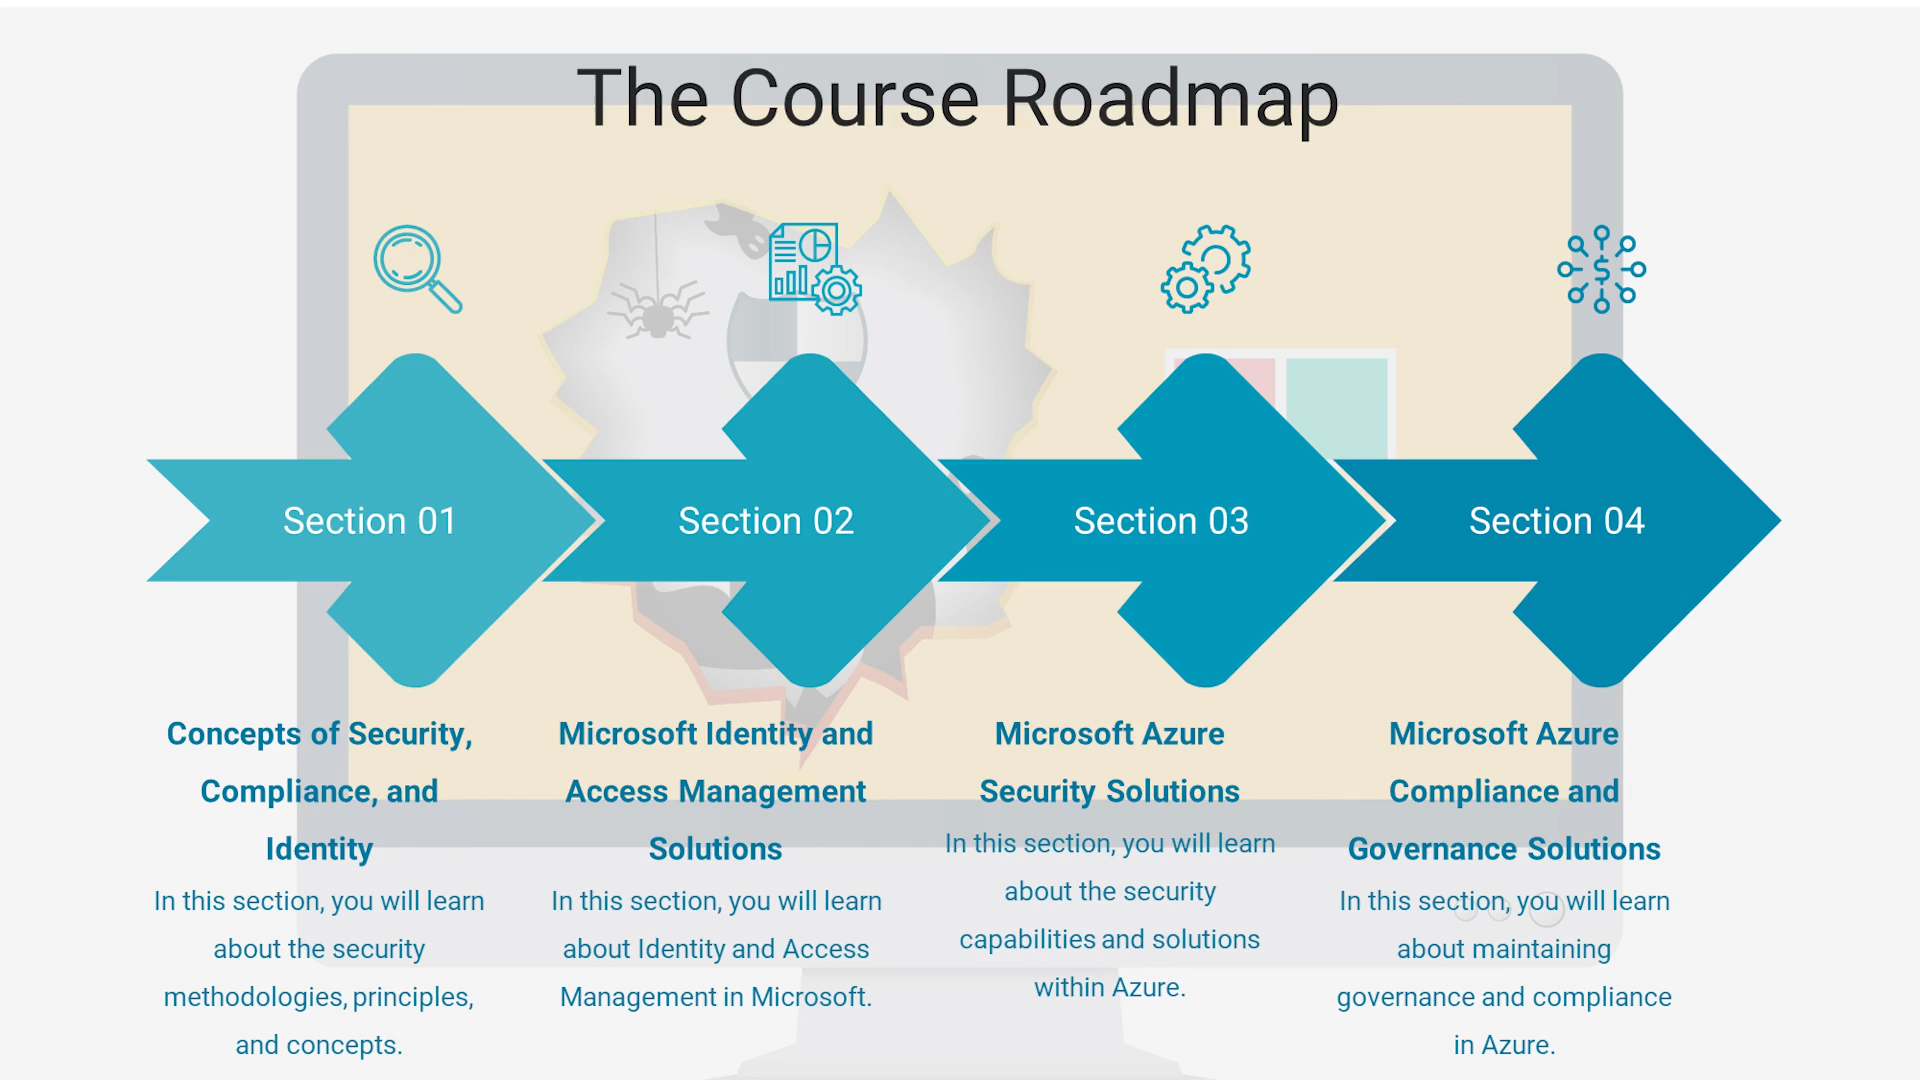 The Course Roadmap
Section 01
Section 02
Section 03
Section 04
Concepts of Security,
Compliance, and
Identity
In this section, you will learn
about the security
methodologies, principles,
and concepts.
Microsoft Identity and
Access Management
Solutions
In this section, you will learn
about Identity and Access
Management in Microsoft.
Microsoft Azure
Security Solutions
In this section, you will learn
about the security
capabilities and solutions
within Azure.
Microsoft Azure
Compliance and
Governance Solutions
In this section, you will learn
about maintaining
governance and compliance
in Azure.